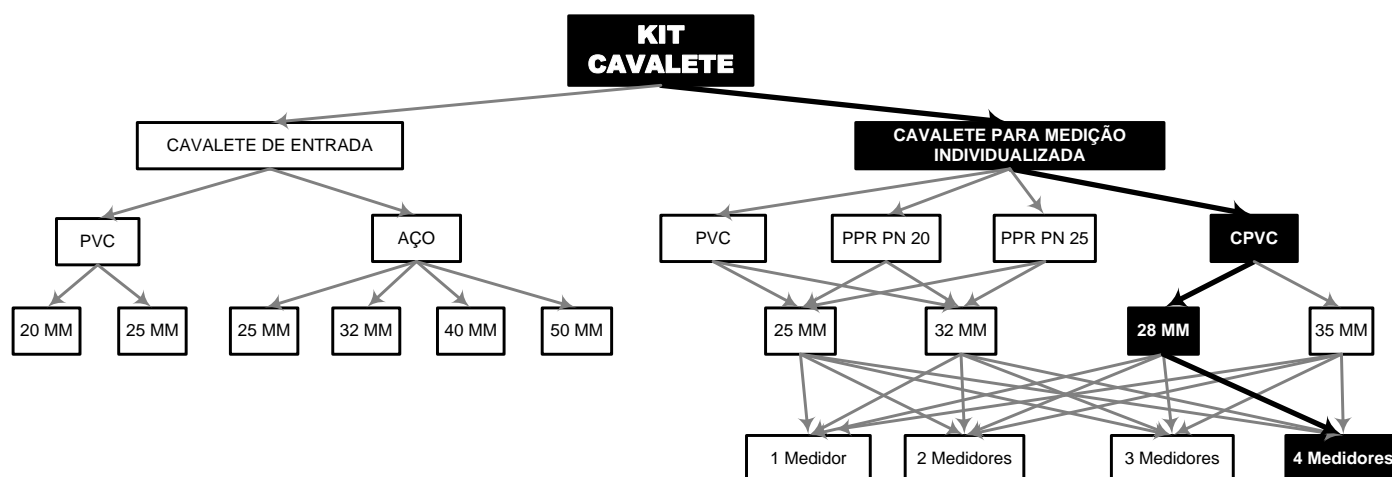 KIT
CAVALETE
CAVALETE DE ENTRADA
CAVALETE PARA MEDIÇÃO
INDIVIDUALIZADA
PVC
AÇO
PVC
PPR PN 20
PPR PN 25
CPVC
20 MM
25 MM
25 MM
32 MM
40 MM
50 MM
25 MM
32 MM
28 MM
35 MM
1 Medidor
2 Medidores
3 Medidores
4 Medidores